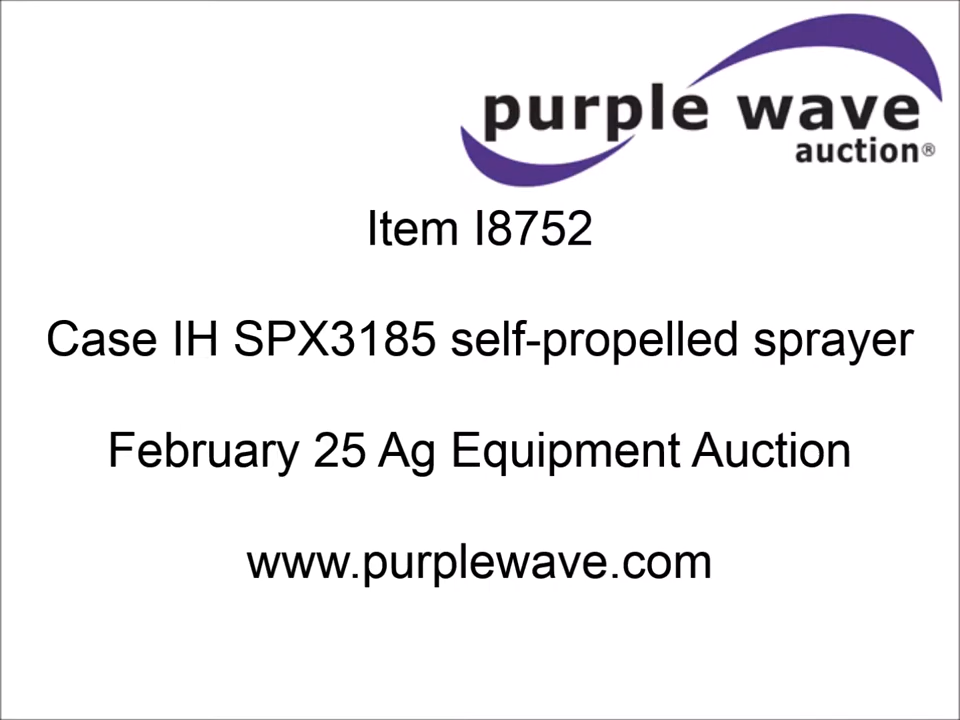 purple wave
auction®
Item I8752
Case IH SPX3185 self-propelled sprayer
February 25 Ag Equipment Auction
www.purplewave.com